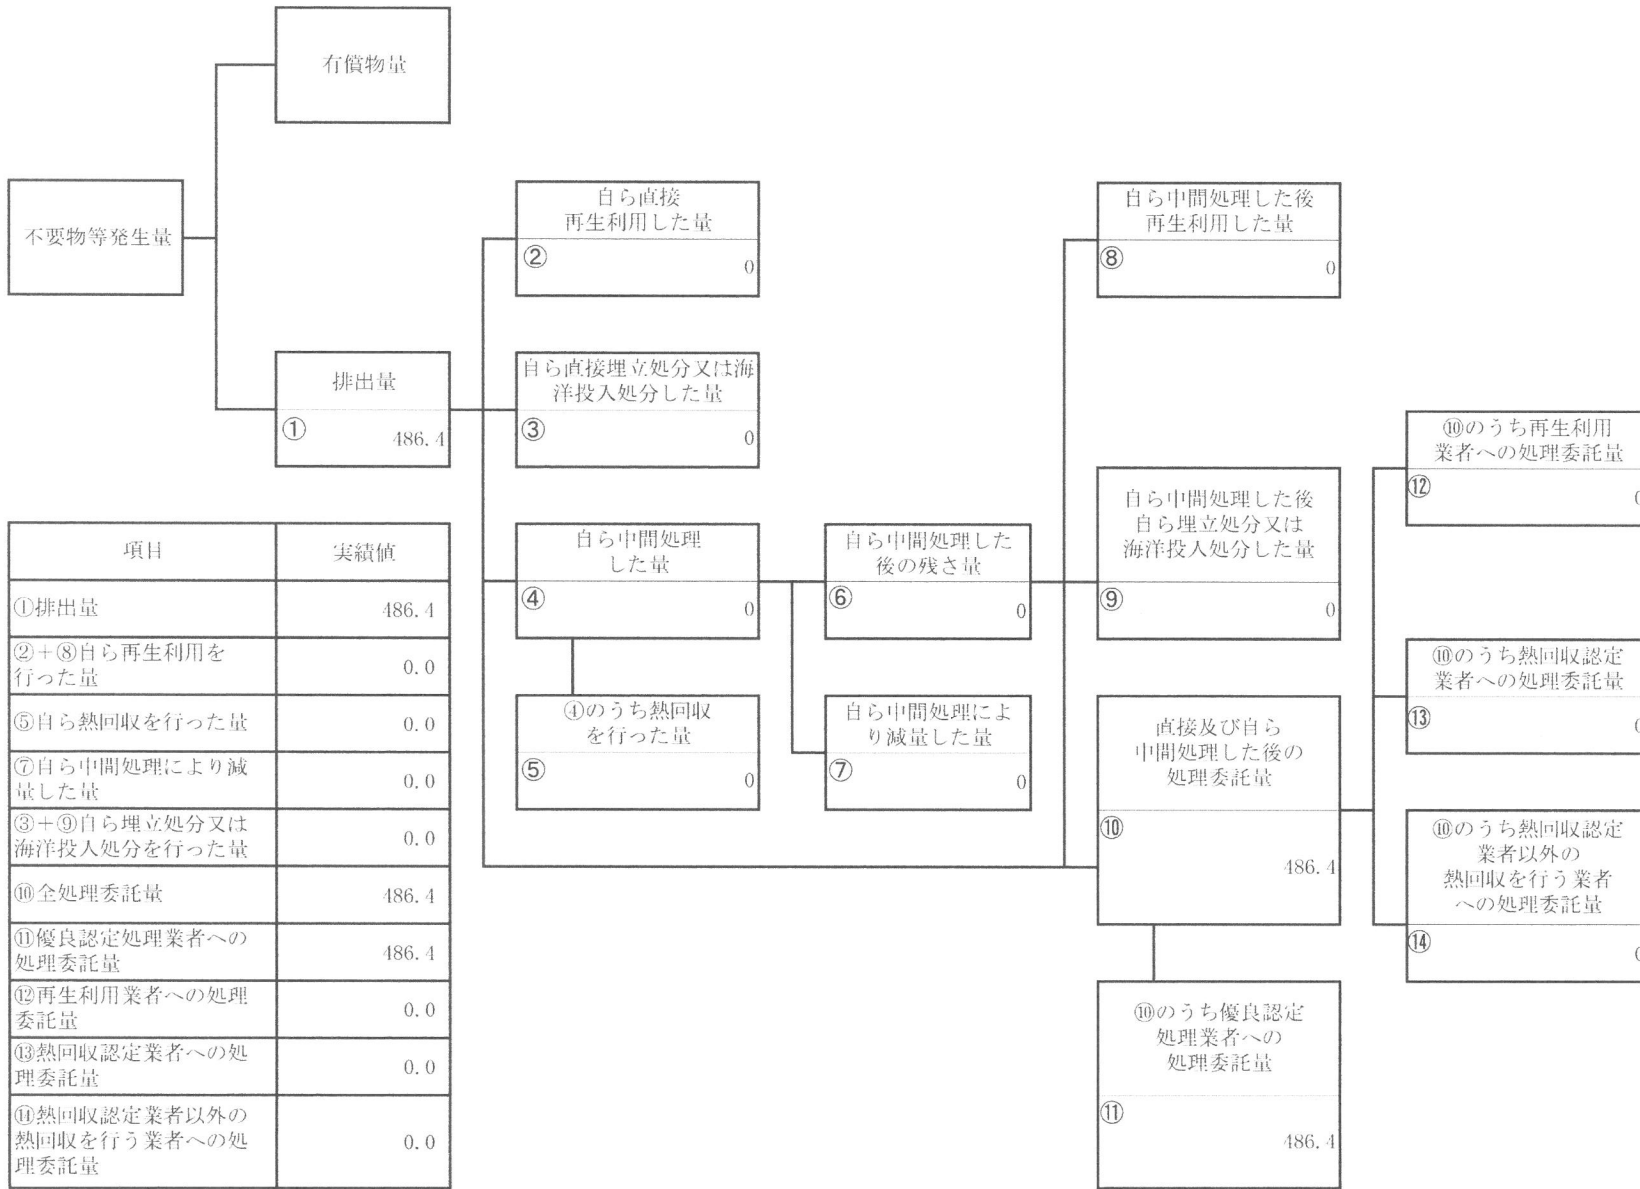 有償物量
不要物等発生量
自ら直接
再生利用した量
②
0
自ら中間処理した後
再生利用した量
⑧
0
排出量
①
486.4
自ら直接埋立処分又は海
洋投入処分した量
③
0
⑩のうち再生利用
業者への処理委託量
⑫
0
自ら中間処理
した量
④
0
自ら中間処理した
後の残さ量
⑥
0
自ら中間処理した後
自ら埋立処分又は
海洋投入処分した量
⑨
0
⑩のうち熱回収認定
業者への処理委託量
⑬
0
④のうち熱回収
を行った量
⑤
0
自ら中間処理によ
り減量した量
⑦
0
直接及び自ら
中間処理した後の
処理委託量
⑩
486.4
⑩のうち熱回収認定
業者以外の
熱回収を行う業者
への処理委託量
⑭
0
⑩のうち優良認定
処理業者への
処理委託量
⑪
486.4
項目 実績値
①排出量 486.4
②+⑧自ら再生利用を
行った量 0.0
⑤自ら熱回収を行った量 0.0
⑦自ら中間処理により減
量した量 0.0
③+⑨自ら埋立処分又は
海洋投入処分を行った量 0.0
⑩全処理委託量 486.4
⑪優良認定処理業者への
処理委託量 486.4
⑫再生利用業者への処理
委託量 0.0
⑬熱回収認定業者への処
理委託量 0.0
⑭熱回収認定業者以外の
熱回収を行う業者への処
理委託量 0.0